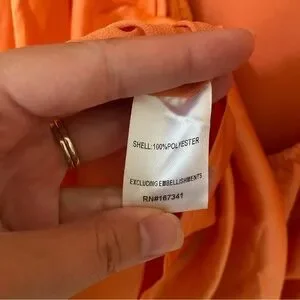 SHELL:100%POLYESTER
EXCLUDING EMBELLISHMENTS
RN#167341